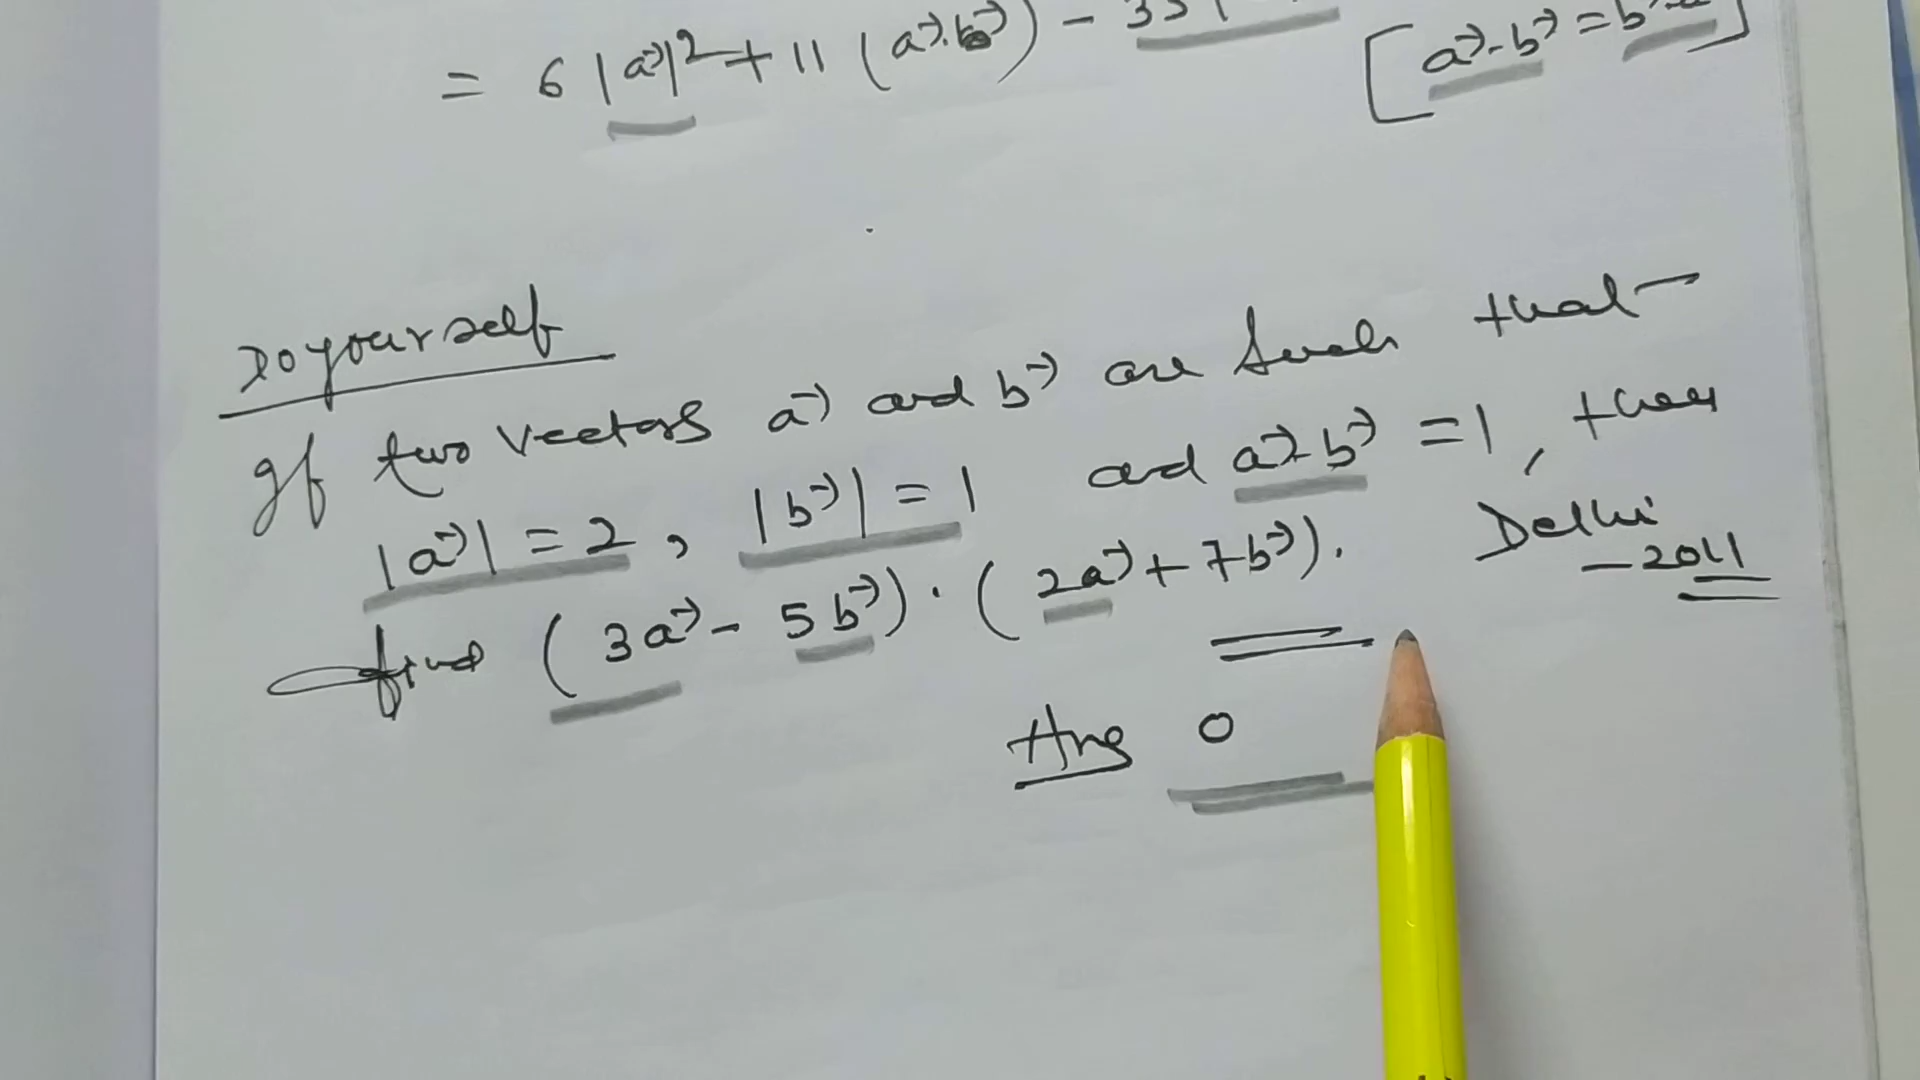 = 6 |a→|² + 11 (a→.b→) - 35
[a→.b→ = b→.a→]
Do yourself
If two vectors a→ and b→ are such that
|a→| = 2, |b→| = 1 and a→.b→ = 1, then
find (3a→ - 5b→).(2a→ + 7b→). Delhi
-2011
Ans 0